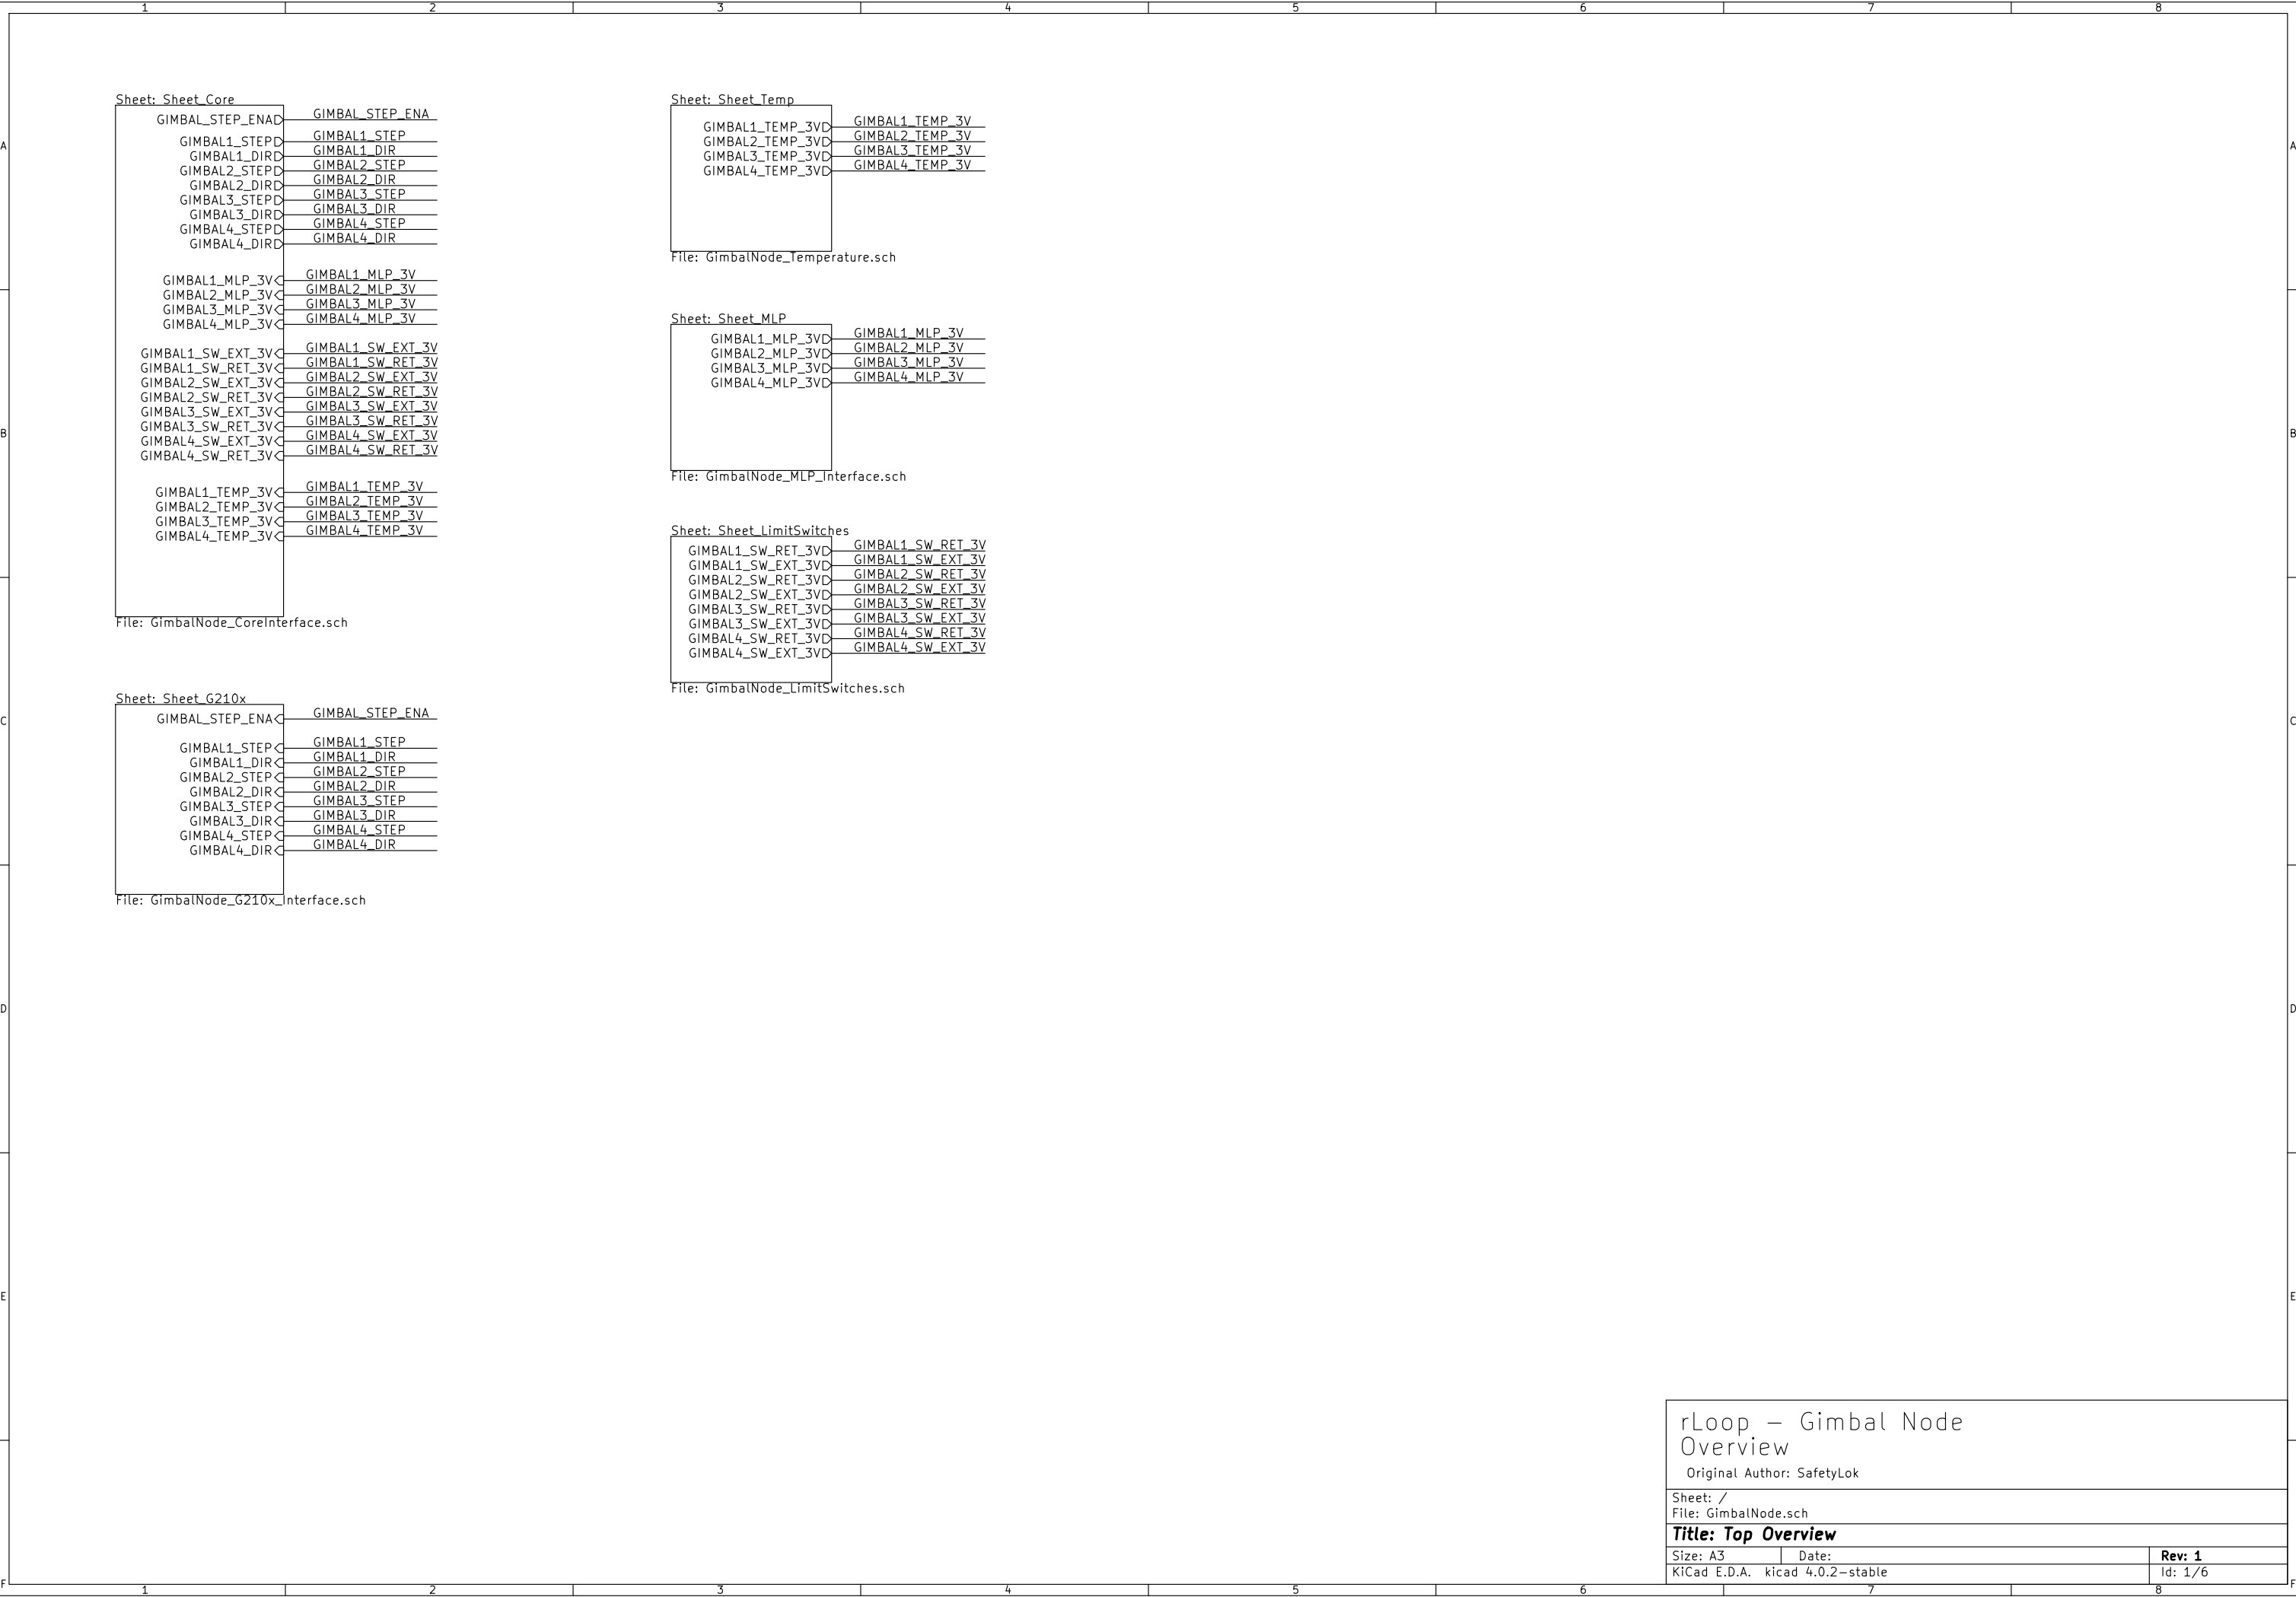 1 2 3 4 5 6 7 8
A A
B B
C C
D D
E E
F F
Sheet: Sheet_Core
GIMBAL_STEP_ENA GIMBAL_STEP_ENA
GIMBAL1_STEP GIMBAL1_STEP
GIMBAL1_DIR GIMBAL1_DIR
GIMBAL2_STEP GIMBAL2_STEP
GIMBAL2_DIR GIMBAL2_DIR
GIMBAL3_STEP GIMBAL3_STEP
GIMBAL3_DIR GIMBAL3_DIR
GIMBAL4_STEP GIMBAL4_STEP
GIMBAL4_DIR GIMBAL4_DIR
GIMBAL1_MLP_3V GIMBAL1_MLP_3V
GIMBAL2_MLP_3V GIMBAL2_MLP_3V
GIMBAL3_MLP_3V GIMBAL3_MLP_3V
GIMBAL4_MLP_3V GIMBAL4_MLP_3V
GIMBAL1_SW_EXT_3V GIMBAL1_SW_EXT_3V
GIMBAL1_SW_RET_3V GIMBAL1_SW_RET_3V
GIMBAL2_SW_EXT_3V GIMBAL2_SW_EXT_3V
GIMBAL2_SW_RET_3V GIMBAL2_SW_RET_3V
GIMBAL3_SW_EXT_3V GIMBAL3_SW_EXT_3V
GIMBAL3_SW_RET_3V GIMBAL3_SW_RET_3V
GIMBAL4_SW_EXT_3V GIMBAL4_SW_EXT_3V
GIMBAL4_SW_RET_3V GIMBAL4_SW_RET_3V
GIMBAL1_TEMP_3V GIMBAL1_TEMP_3V
GIMBAL2_TEMP_3V GIMBAL2_TEMP_3V
GIMBAL3_TEMP_3V GIMBAL3_TEMP_3V
GIMBAL4_TEMP_3V GIMBAL4_TEMP_3V
File: GimbalNode_CoreInterface.sch
Sheet: Sheet_G210x
GIMBAL_STEP_ENA GIMBAL_STEP_ENA
GIMBAL1_STEP GIMBAL1_STEP
GIMBAL1_DIR GIMBAL1_DIR
GIMBAL2_STEP GIMBAL2_STEP
GIMBAL2_DIR GIMBAL2_DIR
GIMBAL3_STEP GIMBAL3_STEP
GIMBAL3_DIR GIMBAL3_DIR
GIMBAL4_STEP GIMBAL4_STEP
GIMBAL4_DIR GIMBAL4_DIR
File: GimbalNode_G210x_Interface.sch
Sheet: Sheet_Temp
GIMBAL1_TEMP_3V GIMBAL1_TEMP_3V
GIMBAL2_TEMP_3V GIMBAL2_TEMP_3V
GIMBAL3_TEMP_3V GIMBAL3_TEMP_3V
GIMBAL4_TEMP_3V GIMBAL4_TEMP_3V
File: GimbalNode_Temperature.sch
Sheet: Sheet_MLP
GIMBAL1_MLP_3V GIMBAL1_MLP_3V
GIMBAL2_MLP_3V GIMBAL2_MLP_3V
GIMBAL3_MLP_3V GIMBAL3_MLP_3V
GIMBAL4_MLP_3V GIMBAL4_MLP_3V
File: GimbalNode_MLP_Interface.sch
Sheet: Sheet_LimitSwitches
GIMBAL1_SW_RET_3V GIMBAL1_SW_RET_3V
GIMBAL1_SW_EXT_3V GIMBAL1_SW_EXT_3V
GIMBAL2_SW_RET_3V GIMBAL2_SW_RET_3V
GIMBAL2_SW_EXT_3V GIMBAL2_SW_EXT_3V
GIMBAL3_SW_RET_3V GIMBAL3_SW_RET_3V
GIMBAL3_SW_EXT_3V GIMBAL3_SW_EXT_3V
GIMBAL4_SW_RET_3V GIMBAL4_SW_RET_3V
GIMBAL4_SW_EXT_3V GIMBAL4_SW_EXT_3V
File: GimbalNode_LimitSwitches.sch
rLoop – Gimbal Node
Overview
Original Author: SafetyLok
Sheet: /
File: GimbalNode.sch
Title: Top Overview
Size: A3 Date: Rev: 1
KiCad E.D.A. kicad 4.0.2-stable Id: 1/6
1 2 3 4 5 6 7 8